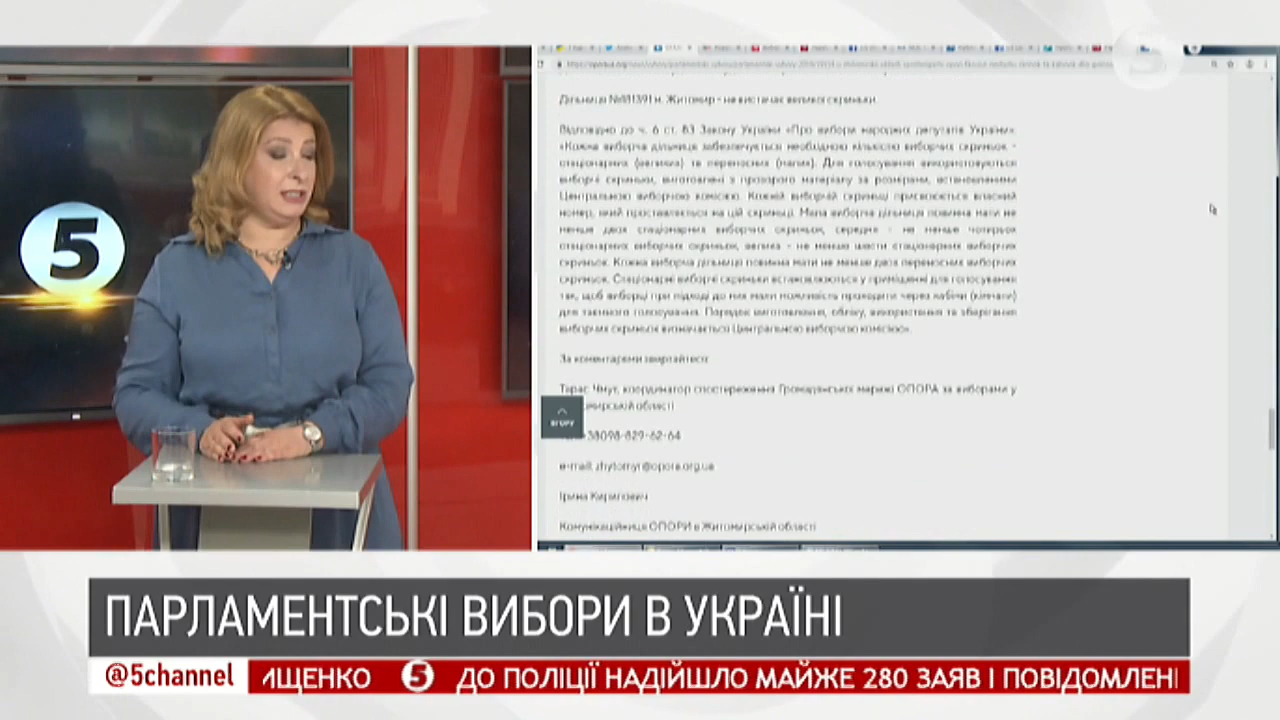 5
5
Дільниця №181391 м. Житомир - не вистачає великої скриньки.
Відповідно до ч. 6 ст. 83 Закону України «Про вибори народних депутатів України»:
«Кожна виборча дільниця забезпечується необхідною кількістю виборчих скриньок -
стаціонарних (великих) та переносних (малих). Для голосування використовуються
виборчі скриньки, виготовлені з прозорого матеріалу за розмірами, встановленими
Центральною виборчою комісією. Кожній виборчій скриньці присвоюється власний
номер, який проставляється на цій скриньці. Мала виборча дільниця повинна мати не
менше двох стаціонарних виборчих скриньок, середня - не менше чотирьох
стаціонарних виборчих скриньок, велика - не менше шести стаціонарних виборчих
скриньок. Кожна виборча дільниця повинна мати не менше двох переносних виборчих
скриньок. Стаціонарні виборчі скриньки встановлюються у приміщенні для голосування
так, щоб виборці при підході до них мали можливість проходити через кабіни (кімнати)
для таємного голосування. Порядок виготовлення, обліку, використання та зберігання
виборчих скриньок визначається Центральною виборчою комісією».
За коментарями звертайтеся:
Тарас Чмут, координатор спостереження Громадянської мережі ОПОРА за виборами у
омирській області
ВГОРУ
38098-829-62-64
e-mail: zhytomyr@opora.org.ua
Ірина Кирилович
Комунікаційниця ОПОРИ в Житомирській області
ПАРЛАМЕНТСЬКІ ВИБОРИ В УКРАЇНІ
@5channel ИЩЕНКО 5 ДО ПОЛІЦІЇ НАДІЙШЛО МАЙЖЕ 280 ЗАЯВ І ПОВІДОМЛЕНІ